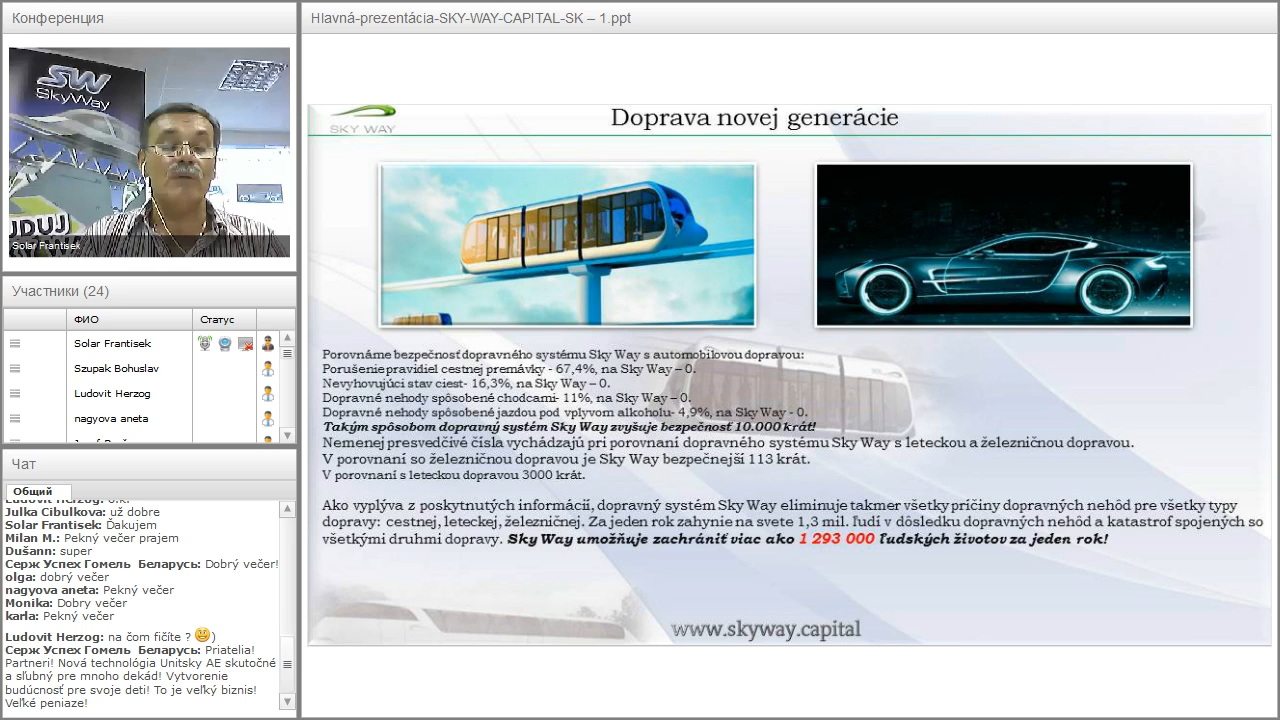 Конференция
SW
SkyWay
Solar Frantisek
Участники (24)
ФИО
Статус
Solar Frantisek
Szupak Bohuslav
Ludovit Herzog
nagyova aneta
Чат
Общий
Ludovit Herzog: o.k.
Julka Cibulkova: už dobre
Solar Frantisek: Ďakujem
Milan M.: Pekný večer prajem
Dušann: super
Серж Успех Гомель Беларусь: Dobrý večer!
olga: dobrý večer
nagyova aneta: Pekný večer
Monika: Dobry večer
karla: Pekný večer
Ludovit Herzog: na čom fičíte ? )
Серж Успех Гомель Беларусь: Priatelia!
Partneri! Nová technológia Unitsky AE skutočné
a sľubný pre mnoho dekád! Vytvorenie
budúcnosť pre svoje deti! To je veľký biznis!
Veľké peniaze!
Hlavná-prezentácia-SKY-WAY-CAPITAL-SK – 1.ppt
SKY WAY
Doprava novej generácie
Porovnáme bezpečnosť dopravného systému Sky Way s automobilovou dopravou:
Porušenie pravidiel cestnej premávky - 67,4%, na Sky Way – 0.
Nevyhovujúci stav ciest- 16,3%, na Sky Way – 0.
Dopravné nehody spôsobené chodcami- 11%, na Sky Way – 0.
Dopravné nehody spôsobené jazdou pod vplyvom alkoholu- 4,9%, na Sky Way - 0.
Takým spôsobom dopravný systém Sky Way zvyšuje bezpečnosť 10.000 krát!
Nemenej presvedčivé čísla vychádzajú pri porovnaní dopravného systému Sky Way s leteckou a železničnou dopravou.
V porovnaní so železničnou dopravou je Sky Way bezpečnejší 113 krát.
V porovnaní s leteckou dopravou 3000 krát.
Ako vyplýva z poskytnutých informácií, dopravný systém Sky Way eliminuje takmer všetky príčiny dopravných nehôd pre všetky typy
dopravy: cestnej, leteckej, železničnej. Za jeden rok zahynie na svete 1,3 mil. ľudí v dôsledku dopravných nehôd a katastrof spojených so
všetkými druhmi dopravy. Sky Way umožňuje zachrániť viac ako 1 293 000 ľudských životov za jeden rok!
www.skyway.capital